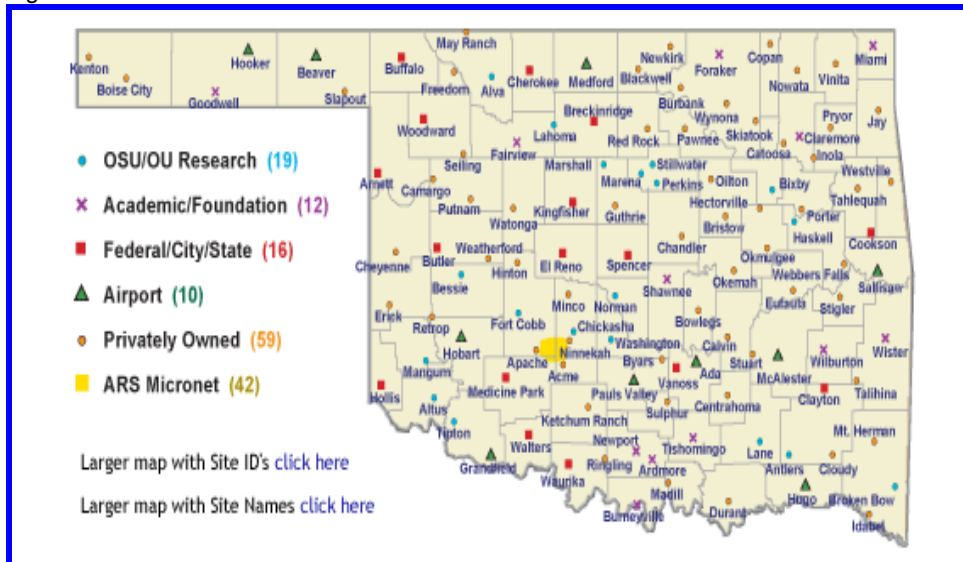 May Ranch
Kenton
Boise City
Hooker
Beaver
Goodwell
Slapout
Buffalo
Freedom
Alva
Cherokee
Medford
Blackwell
Newkirk
Foraker
Copan
Nowata
Vinita
Miami
Burbank
Wynona
Breckinridge
Woodward
Lahoma
Fairview
Red Rock
Pawnee
Skiatook
Pryor
Claremore
Jay
Catoosa
Inola
Seiling
Marshall
Stillwater
Marena
Perkins
Oilton
Bixby
Westville
Arnett
Camargo
Putnam
Watonga
Kingfisher
Guthrie
Hectorville
Bristow
Porter
Tahlequah
Haskell
Cookson
Cheyenne
Butler
Weatherford
Hinton
El Reno
Spencer
Chandler
Okmulgee
Webbers Falls
Bessie
Shawnee
Okemah
Eufaula
Stigler
Sallisaw
Erick
Retrop
Fort Cobb
Minco
Norman
Chickasha
Bowlegs
Hobart
Apache
Ninnekah
Washington
Byars
Calvin
Stuart
Wister
Wilburton
Mangum
Acme
Ada
McAlester
Hollis
Medicine Park
Pauls Valley
Vanoss
Clayton
Talihina
Altus
Ketchum Ranch
Sulphur
Centrahoma
Tipton
Walters
Newport
Tishomingo
Lane
Mt. Herman
Grandfield
Waurika
Ringling
Ardmore
Antlers
Cloudy
Madill
Burneyville
Durant
Hugo
Broken Bow
Idabel
OSU/OU Research (19)
Academic/Foundation (12)
Federal/City/State (16)
Airport (10)
Privately Owned (59)
ARS Micronet (42)
Larger map with Site ID's click here
Larger map with Site Names click here